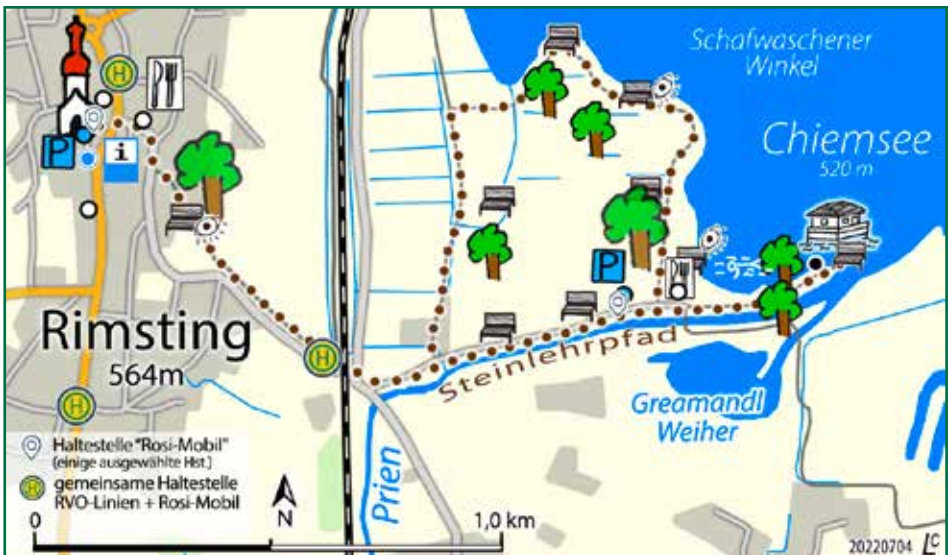 Schafwaschener
Winkel
Chiemsee
520 m
H
i
P
P
Rimsting
564m
H
Steinlehrpfad
H
Greamandl
Weiher
Prien
Haltestelle "Rosi-Mobil"
(einige ausgewählte Hst.)
H
gemeinsame Haltestelle
RVO-Linien + Rosi-Mobil
N
0
1,0 km
20220704